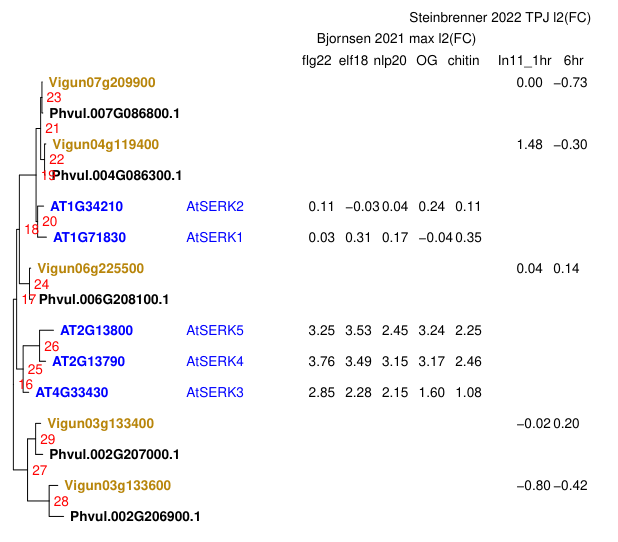 Steinbrenner 2022 TPJ l2(FC)
Bjornsen 2021 max l2(FC)
flg22 elf18 nlp20 OG chitin In11_1hr 6hr
Vigun07g209900 0.00 −0.73
23
Phvul.007G086800.1
21
Vigun04g119400 1.48 −0.30
22
19 Phvul.004G086300.1
AT1G34210 AtSERK2 0.11 −0.03 0.04 0.24 0.11
18 20
AT1G71830 AtSERK1 0.03 0.31 0.17 −0.04 0.35
Vigun06g225500 0.04 0.14
24
17 Phvul.006G208100.1
AT2G13800 AtSERK5 3.25 3.53 2.45 3.24 2.25
26
AT2G13790 AtSERK4 3.76 3.49 3.15 3.17 2.46
25
16
AT4G33430 AtSERK3 2.85 2.28 2.15 1.60 1.08
Vigun03g133400 −0.02 0.20
29
Phvul.002G207000.1
27
Vigun03g133600 −0.80 −0.42
28
Phvul.002G206900.1